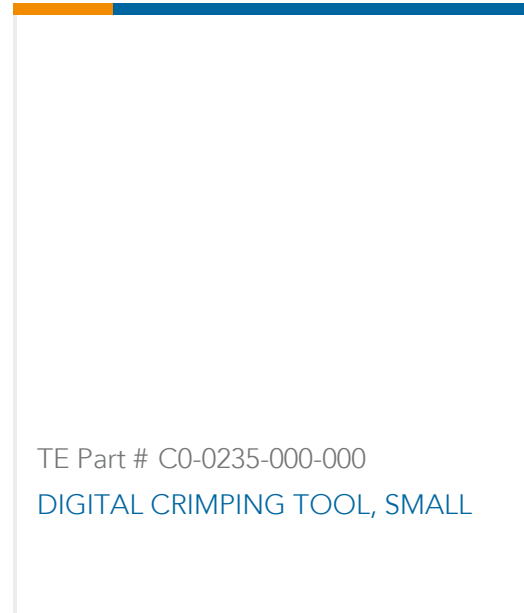 TE Part # C0-0235-000-000
DIGITAL CRIMPING TOOL, SMALL